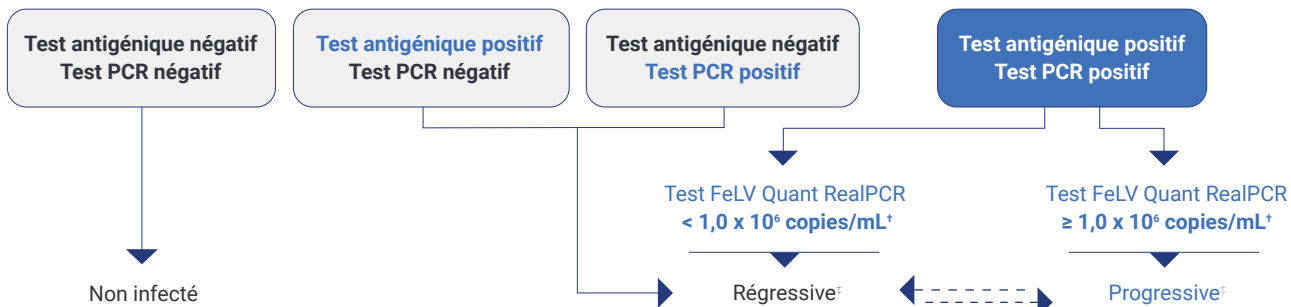 Test antigénique négatif
Test PCR négatif
Test antigénique positif
Test PCR négatif
Test antigénique négatif
Test PCR positif
Test antigénique positif
Test PCR positif
Test FeLV Quant RealPCR
< 1,0 x 10⁶ copies/mL†
Test FeLV Quant RealPCR
≥ 1,0 x 10⁶ copies/mL†
Non infecté
Régressive‡
Progressive‡